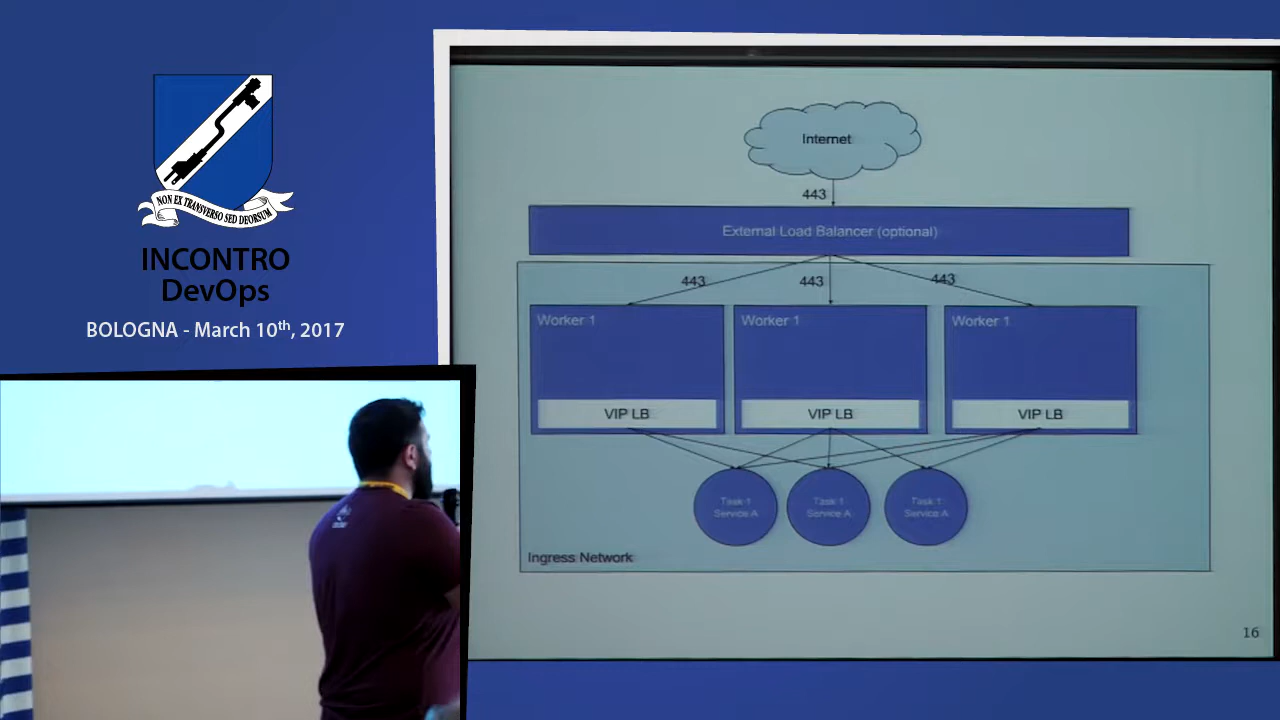 NON EX TRANSVERSO SED DEORSUM
INCONTRO
DevOps
BOLOGNA - March 10th, 2017
Internet
443
External Load Balancer (optional)
443 443 443
Worker 1 Worker 1 Worker 1
VIP LB VIP LB VIP LB
Task 1 Task 1 Task 1
Service A Service A Service A
Ingress Network
16